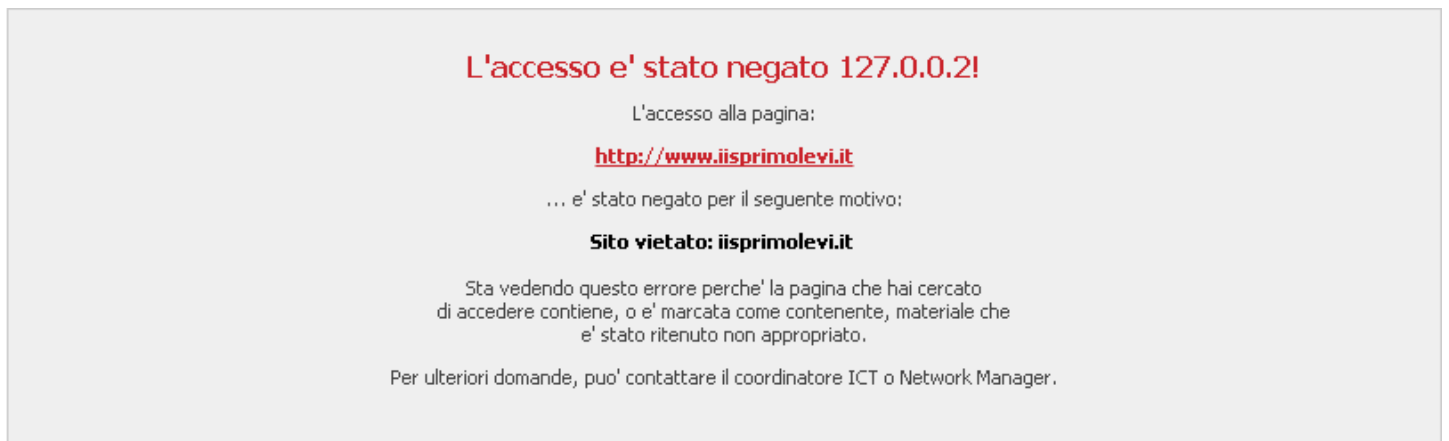 L'accesso e' stato negato 127.0.0.2!
L'accesso alla pagina:
http://www.iisprimolevi.it
... e' stato negato per il seguente motivo:
Sito vietato: iisprimolevi.it
Sta vedendo questo errore perche' la pagina che hai cercato
di accedere contiene, o e' marcata come contenente, materiale che
e' stato ritenuto non appropriato.
Per ulteriori domande, puo' contattare il coordinatore ICT o Network Manager.